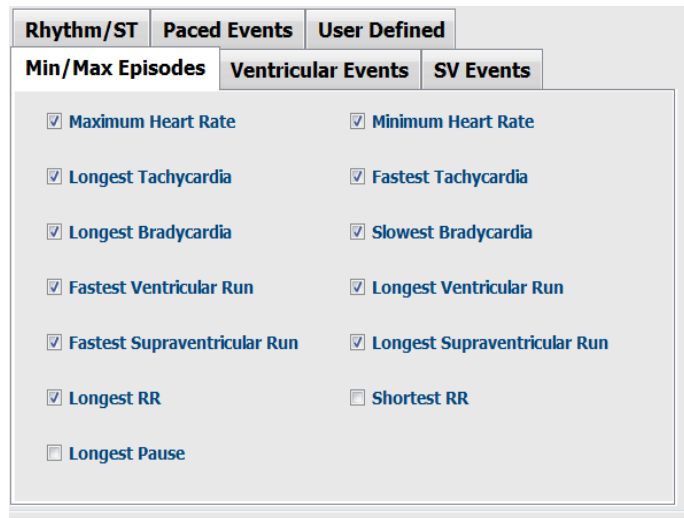 Rhythm/ST Paced Events User Defined
Min/Max Episodes Ventricular Events SV Events
Maximum Heart Rate Minimum Heart Rate
Longest Tachycardia Fastest Tachycardia
Longest Bradycardia Slowest Bradycardia
Fastest Ventricular Run Longest Ventricular Run
Fastest Supraventricular Run Longest Supraventricular Run
Longest RR Shortest RR
Longest Pause